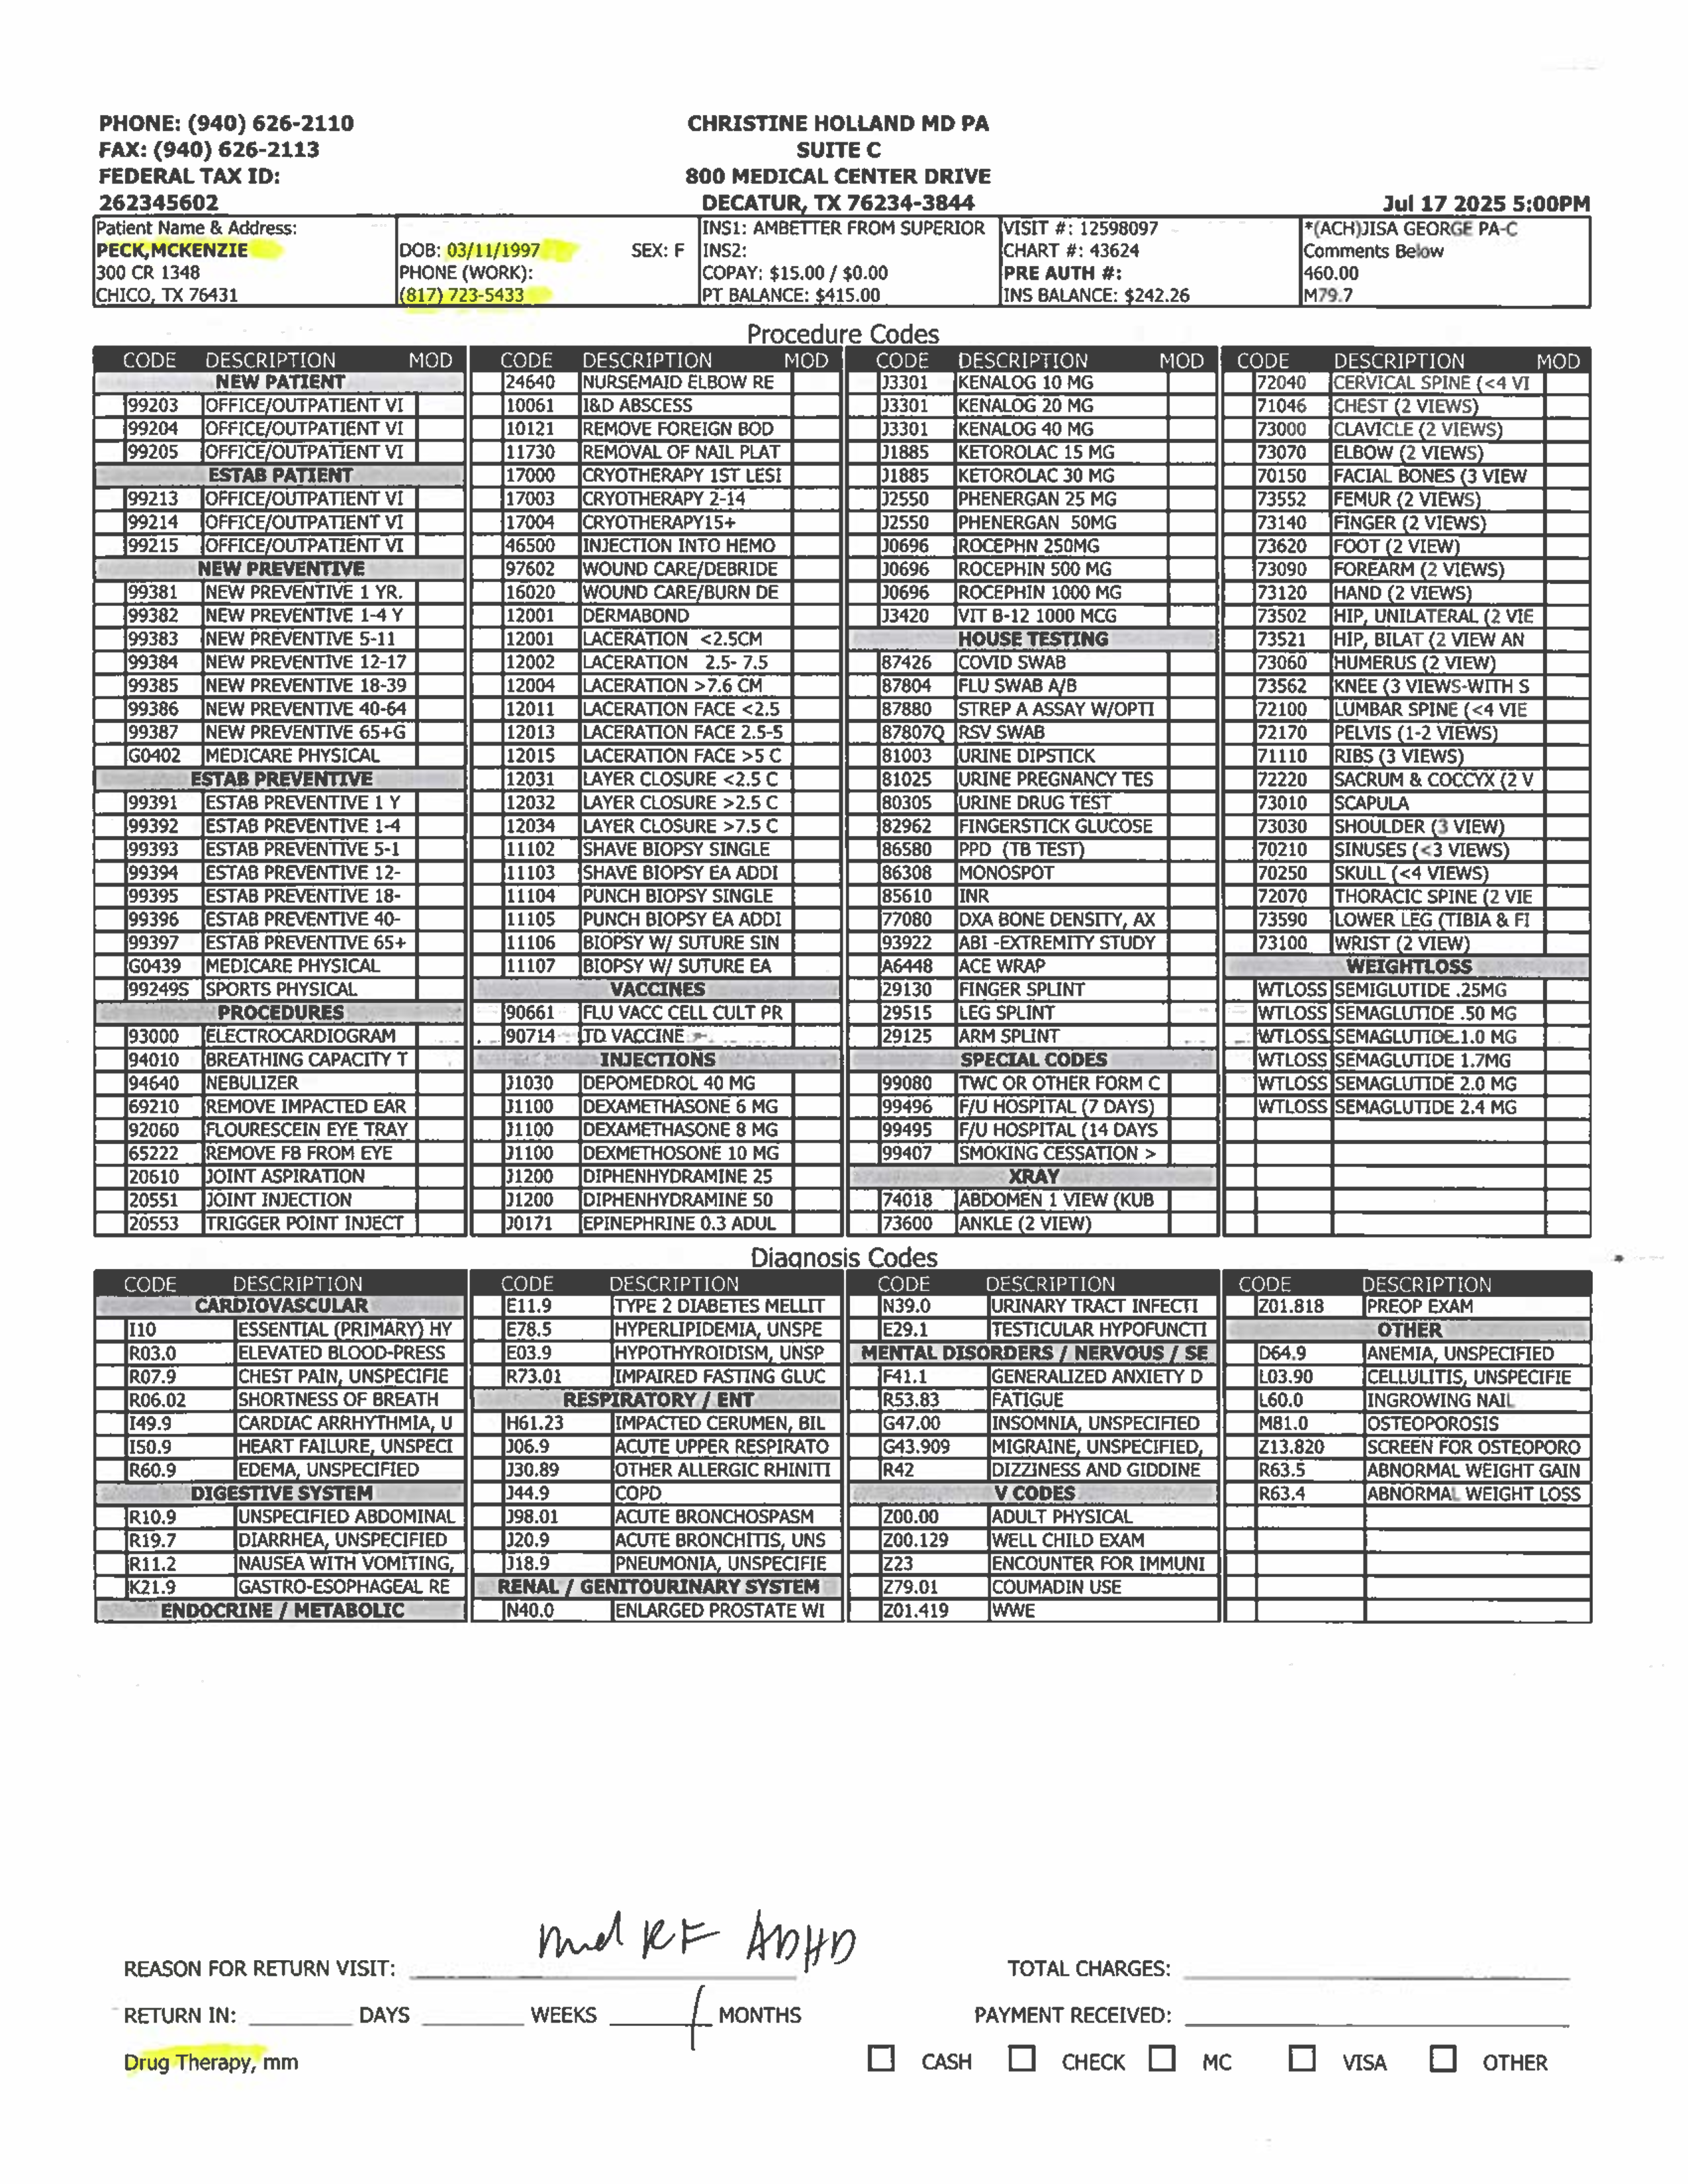 PHONE: (940) 626-2110
FAX: (940) 626-2113
FEDERAL TAX ID:
262345602
CHRISTINE HOLLAND MD PA
SUITE C
800 MEDICAL CENTER DRIVE
DECATUR, TX 76234-3844
Jul 17 2025 5:00PM
Patient Name & Address:
PECK,MCKENZIE
300 CR 1348
CHICO, TX 76431
DOB: 03/11/1997 SEX: F
PHONE (WORK):
(817) 723-5433
INS1: AMBETTER FROM SUPERIOR
INS2:
COPAY: $15.00 / $0.00
PT BALANCE: $415.00
VISIT #: 12598097
CHART #: 43624
PRE AUTH #:
INS BALANCE: $242.26
*(ACH)JISA GEORGE PA-C
Comments Below
460.00
M79.7
Procedure Codes
CODE DESCRIPTION MOD
NEW PATIENT
99203 OFFICE/OUTPATIENT VI
99204 OFFICE/OUTPATIENT VI
99205 OFFICE/OUTPATIENT VI
ESTAB PATIENT
99213 OFFICE/OUTPATIENT VI
99214 OFFICE/OUTPATIENT VI
99215 OFFICE/OUTPATIENT VI
NEW PREVENTIVE
99381 NEW PREVENTIVE 1 YR.
99382 NEW PREVENTIVE 1-4 Y
99383 NEW PREVENTIVE 5-11
99384 NEW PREVENTIVE 12-17
99385 NEW PREVENTIVE 18-39
99386 NEW PREVENTIVE 40-64
99387 NEW PREVENTIVE 65+G
G0402 MEDICARE PHYSICAL
ESTAB PREVENTIVE
99391 ESTAB PREVENTIVE 1 Y
99392 ESTAB PREVENTIVE 1-4
99393 ESTAB PREVENTIVE 5-1
99394 ESTAB PREVENTIVE 12-
99395 ESTAB PREVENTIVE 18-
99396 ESTAB PREVENTIVE 40-
99397 ESTAB PREVENTIVE 65+
G0439 MEDICARE PHYSICAL
99249S SPORTS PHYSICAL
PROCEDURES
93000 ELECTROCARDIOGRAM
94010 BREATHING CAPACITY T
94640 NEBULIZER
69210 REMOVE IMPACTED EAR
92060 FLOURESCEIN EYE TRAY
65222 REMOVE FB FROM EYE
20610 JOINT ASPIRATION
20551 JOINT INJECTION
20553 TRIGGER POINT INJECT
CODE DESCRIPTION MOD
24640 NURSEMAID ELBOW RE
10061 I&D ABSCESS
10121 REMOVE FOREIGN BOD
11730 REMOVAL OF NAIL PLAT
17000 CRYOTHERAPY 1ST LESI
17003 CRYOTHERAPY 2-14
17004 CRYOTHERAPY15+
46500 INJECTION INTO HEMO
97602 WOUND CARE/DEBRIDE
16020 WOUND CARE/BURN DE
12001 DERMABOND
12001 LACERATION <2.5CM
12002 LACERATION 2.5- 7.5
12004 LACERATION >7.6 CM
12011 LACERATION FACE <2.5
12013 LACERATION FACE 2.5-5
12015 LACERATION FACE >5 C
12031 LAYER CLOSURE <2.5 C
12032 LAYER CLOSURE >2.5 C
12034 LAYER CLOSURE >7.5 C
11102 SHAVE BIOPSY SINGLE
11103 SHAVE BIOPSY EA ADDI
11104 PUNCH BIOPSY SINGLE
11105 PUNCH BIOPSY EA ADDI
11106 BIOPSY W/ SUTURE SIN
11107 BIOPSY W/ SUTURE EA
VACCINES
90661 FLU VACC CELL CULT PR
90714 TD VACCINE
INJECTIONS
J1030 DEPOMEDROL 40 MG
J1100 DEXAMETHASONE 6 MG
J1100 DEXAMETHASONE 8 MG
J1100 DEXMETHOSONE 10 MG
J1200 DIPHENHYDRAMINE 25
J1200 DIPHENHYDRAMINE 50
J0171 EPINEPHRINE 0.3 ADUL
CODE DESCRIPTION MOD
J3301 KENALOG 10 MG
J3301 KENALOG 20 MG
J3301 KENALOG 40 MG
J1885 KETOROLAC 15 MG
J1885 KETOROLAC 30 MG
J2550 PHENERGAN 25 MG
J2550 PHENERGAN 50MG
J0696 ROCEPHN 250MG
J0696 ROCEPHIN 500 MG
J0696 ROCEPHIN 1000 MG
J3420 VIT B-12 1000 MCG
HOUSE TESTING
87426 COVID SWAB
87804 FLU SWAB A/B
87880 STREP A ASSAY W/OPTI
87807Q RSV SWAB
81003 URINE DIPSTICK
81025 URINE PREGNANCY TES
80305 URINE DRUG TEST
82962 FINGERSTICK GLUCOSE
86580 PPD (TB TEST)
86308 MONOSPOT
85610 INR
77080 DXA BONE DENSITY, AX
93922 ABI -EXTREMITY STUDY
A6448 ACE WRAP
29130 FINGER SPLINT
29515 LEG SPLINT
29125 ARM SPLINT
SPECIAL CODES
99080 TWC OR OTHER FORM C
99496 F/U HOSPITAL (7 DAYS)
99495 F/U HOSPITAL (14 DAYS
99407 SMOKING CESSATION >
XRAY
74018 ABDOMEN 1 VIEW (KUB
73600 ANKLE (2 VIEW)
CODE DESCRIPTION MOD
72040 CERVICAL SPINE (<4 VI
71046 CHEST (2 VIEWS)
73000 CLAVICLE (2 VIEWS)
73070 ELBOW (2 VIEWS)
70150 FACIAL BONES (3 VIEW
73552 FEMUR (2 VIEWS)
73140 FINGER (2 VIEWS)
73620 FOOT (2 VIEW)
73090 FOREARM (2 VIEWS)
73120 HAND (2 VIEWS)
73502 HIP, UNILATERAL (2 VIE
73521 HIP, BILAT (2 VIEW AN
73060 HUMERUS (2 VIEW)
73562 KNEE (3 VIEWS-WITH S
72100 LUMBAR SPINE (<4 VIE
72170 PELVIS (1-2 VIEWS)
71110 RIBS (3 VIEWS)
72220 SACRUM & COCCYX (2 V
73010 SCAPULA
73030 SHOULDER (3 VIEW)
70210 SINUSES (<3 VIEWS)
70250 SKULL (<4 VIEWS)
72070 THORACIC SPINE (2 VIE
73590 LOWER LEG (TIBIA & FI
73100 WRIST (2 VIEW)
WEIGHTLOSS
WTLOSS SEMIGLUTIDE .25MG
WTLOSS SEMAGLUTIDE .50 MG
WTLOSS SEMAGLUTIDE 1.0 MG
WTLOSS SEMAGLUTIDE 1.7MG
WTLOSS SEMAGLUTIDE 2.0 MG
WTLOSS SEMAGLUTIDE 2.4 MG
Diagnosis Codes
CODE DESCRIPTION
CARDIOVASCULAR
I10 ESSENTIAL (PRIMARY) HY
R03.0 ELEVATED BLOOD-PRESS
R07.9 CHEST PAIN, UNSPECIFIE
R06.02 SHORTNESS OF BREATH
I49.9 CARDIAC ARRHYTHMIA, U
I50.9 HEART FAILURE, UNSPECI
R60.9 EDEMA, UNSPECIFIED
DIGESTIVE SYSTEM
R10.9 UNSPECIFIED ABDOMINAL
R19.7 DIARRHEA, UNSPECIFIED
R11.2 NAUSEA WITH VOMITING,
K21.9 GASTRO-ESOPHAGEAL RE
ENDOCRINE / METABOLIC
CODE DESCRIPTION
E11.9 TYPE 2 DIABETES MELLIT
E78.5 HYPERLIPIDEMIA, UNSPE
E03.9 HYPOTHYROIDISM, UNSP
R73.01 IMPAIRED FASTING GLUC
RESPIRATORY / ENT
H61.23 IMPACTED CERUMEN, BIL
J06.9 ACUTE UPPER RESPIRATO
J30.89 OTHER ALLERGIC RHINITI
J44.9 COPD
J98.01 ACUTE BRONCHOSPASM
J20.9 ACUTE BRONCHITIS, UNS
J18.9 PNEUMONIA, UNSPECIFIE
RENAL / GENITOURINARY SYSTEM
N40.0 ENLARGED PROSTATE WI
CODE DESCRIPTION
N39.0 URINARY TRACT INFECTI
E29.1 TESTICULAR HYPOFUNCTI
MENTAL DISORDERS / NERVOUS / SE
F41.1 GENERALIZED ANXIETY D
R53.83 FATIGUE
G47.00 INSOMNIA, UNSPECIFIED
G43.909 MIGRAINE, UNSPECIFIED,
R42 DIZZINESS AND GIDDINE
V CODES
Z00.00 ADULT PHYSICAL
Z00.129 WELL CHILD EXAM
Z23 ENCOUNTER FOR IMMUNI
Z79.01 COUMADIN USE
Z01.419 WWE
CODE DESCRIPTION
Z01.818 PREOP EXAM
OTHER
D64.9 ANEMIA, UNSPECIFIED
L03.90 CELLULITIS, UNSPECIFIE
L60.0 INGROWING NAIL
M81.0 OSTEOPOROSIS
Z13.820 SCREEN FOR OSTEOPORO
R63.5 ABNORMAL WEIGHT GAIN
R63.4 ABNORMAL WEIGHT LOSS
REASON FOR RETURN VISIT: med RF ADHD
TOTAL CHARGES:
RETURN IN: DAYS WEEKS 1 MONTHS
PAYMENT RECEIVED:
Drug Therapy, mm
CASH CHECK MC VISA OTHER